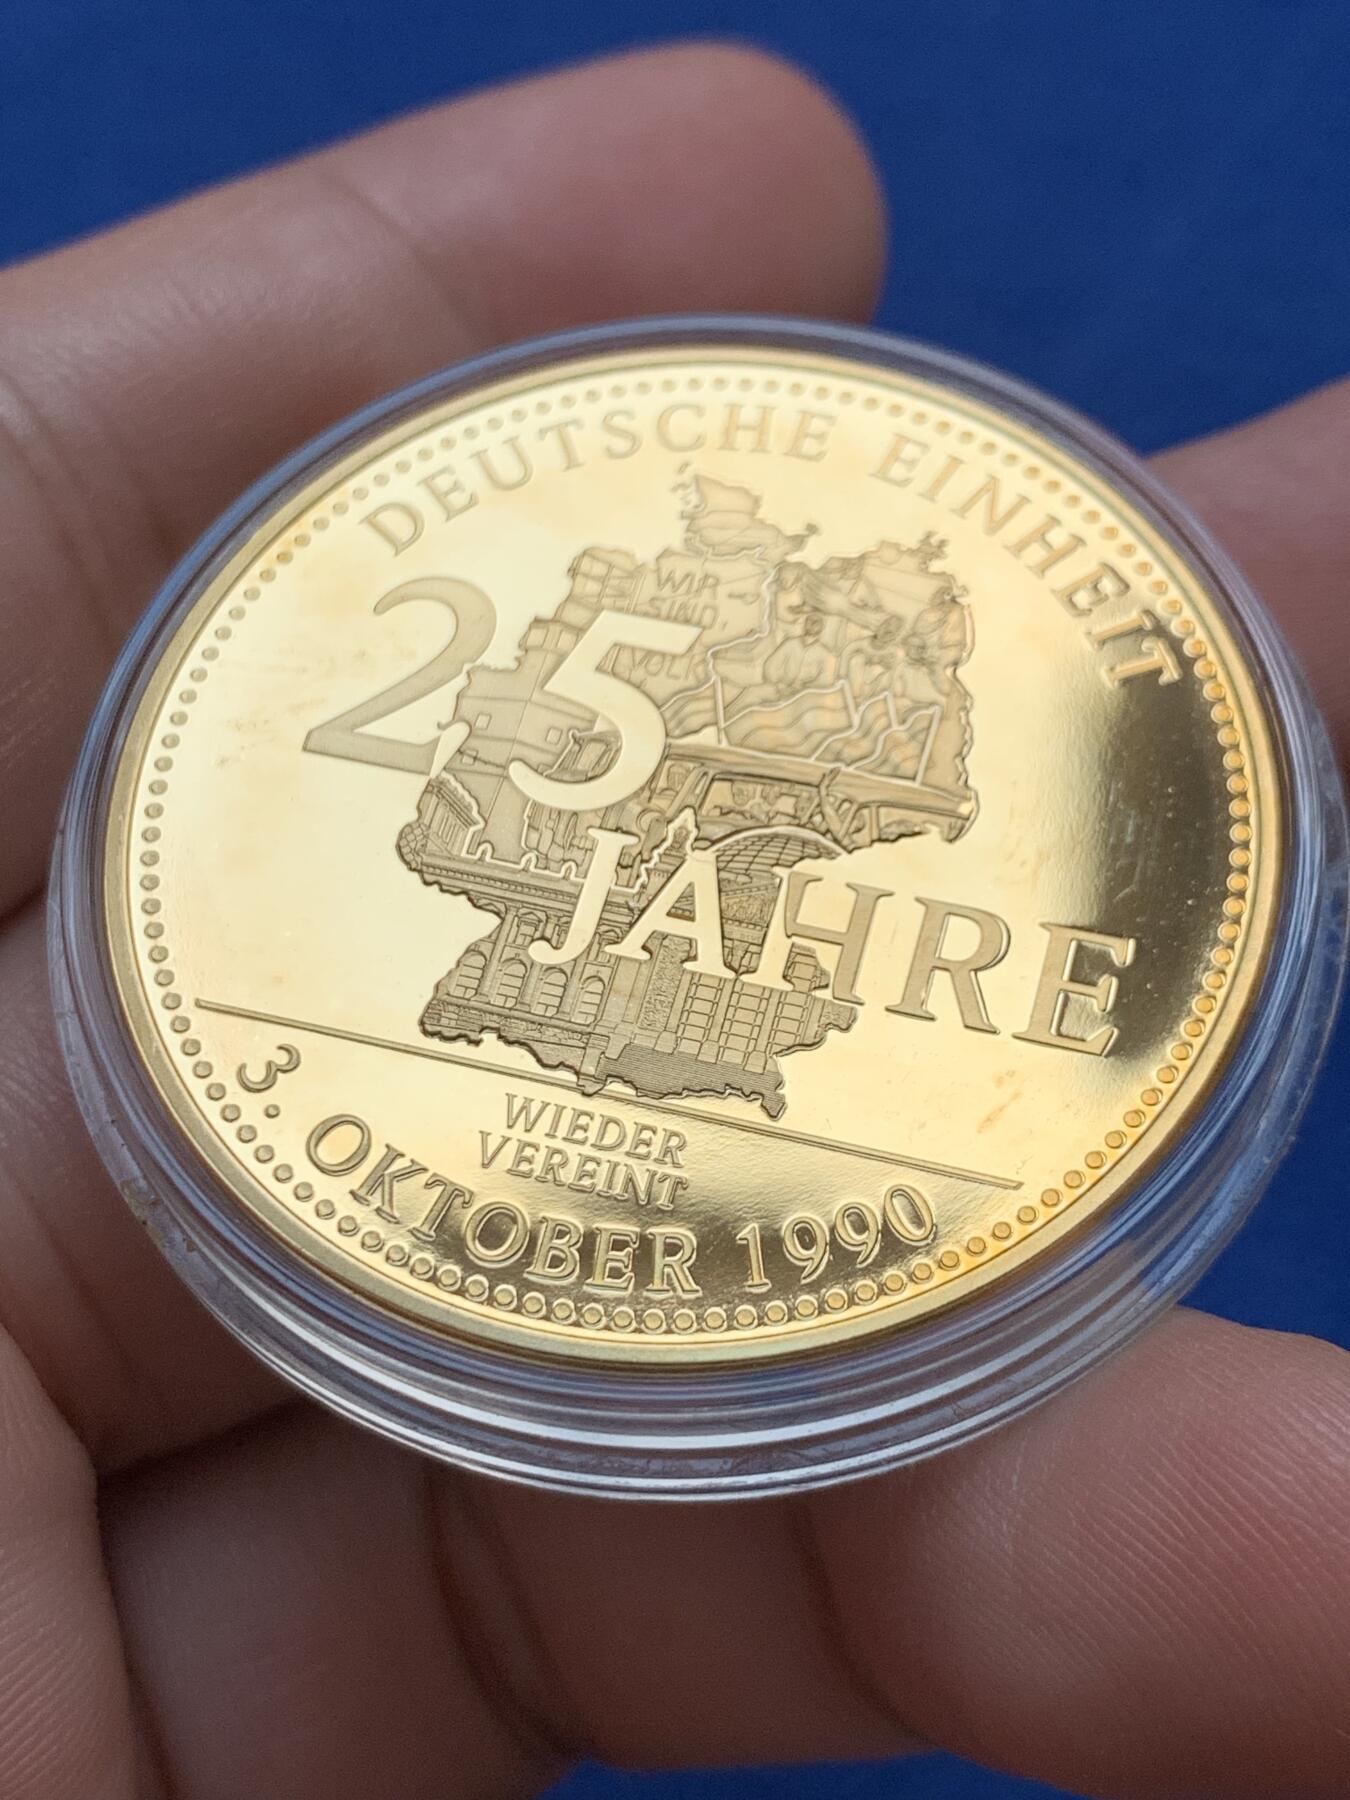 DEUTSCHE EINHEIT
WIR
SIND
VOLK
25
JAHRE
WIEDER
VEREINT
3. OKTOBER 1990